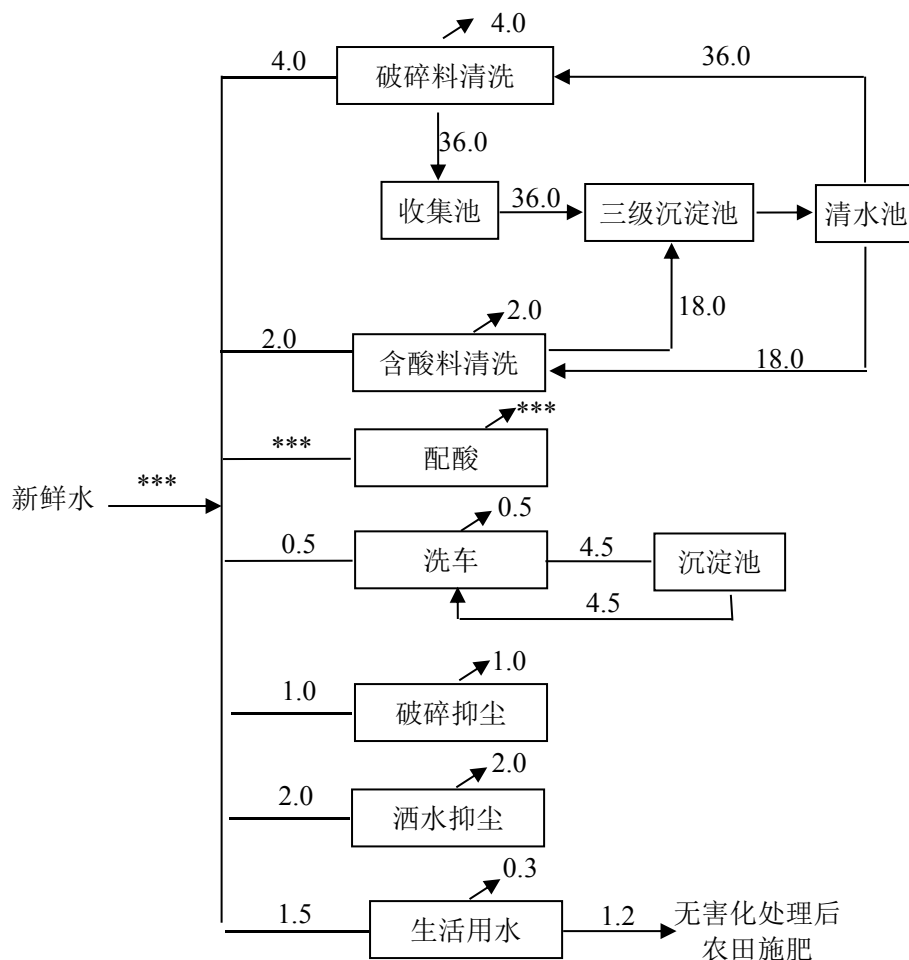 4.0
4.0
破碎料清洗
36.0
36.0
收集池
36.0
三级沉淀池
清水池
2.0
2.0
18.0
含酸料清洗
18.0
***
***
配酸
新鲜水
***
0.5
0.5
洗车
4.5
沉淀池
4.5
1.0
1.0
破碎抑尘
2.0
2.0
洒水抑尘
0.3
1.5
生活用水
1.2
无害化处理后
农田施肥